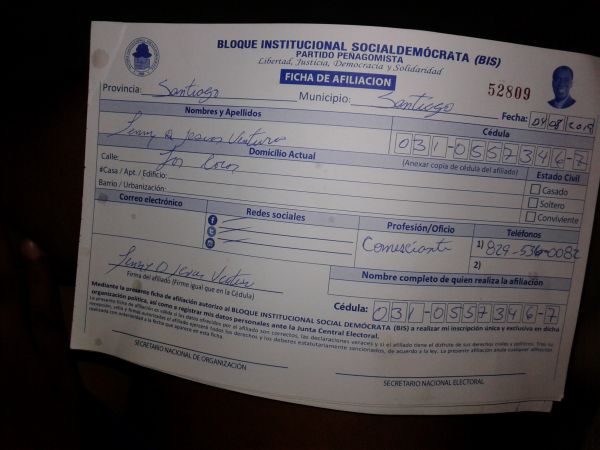 BLOQUE INSTITUCIONAL SOCIALDEMÓCRATA (BIS)
PARTIDO PENAGOMISTA
Libertad, Justicia, Democracia y Solidaridad
FICHA DE AFILIACION
52809
Provincia: Santiago Municipio: Santiago Fecha: 08
Nombres y Apellidos Cédula
Jesus Ventura 031-0557346-7
Domicilio Actual (Anexar copia de cédula del afiliado)
Calle: Los Cocos Estado Civil
#Casa / Apt. / Edificio: Casado
Barrio / Urbanización: Soltero
Conviviente
Correo electrónico Redes sociales Profesión/Oficio Teléfonos
Comerciante 1) 829-536-0082
2)
Nombre completo de quien realiza la afiliación
Firma del afiliado (Firme igual que en la Cédula)
Cédula: 031-0557346-7
Mediante la presente ficha de afiliación autorizo al BLOQUE INSTITUCIONAL SOCIAL DEMÓCRATA (BIS) a realizar mi inscripción única y exclusiva en dicha
organización política, así como a registrar mis datos personales ante la Junta Central Electoral.
SECRETARIO NACIONAL DE ORGANIZACIÓN
SECRETARIO NACIONAL ELECTORAL